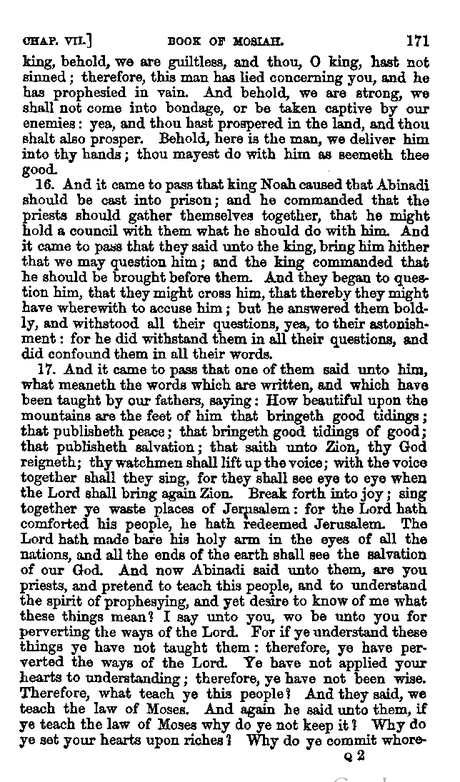 CHAP. VII.] BOOK OF MOSIAH. 171
king, behold, we are guiltless, and thou, O king, hast not
sinned; therefore, this man has lied concerning you, and he
has prophesied in vain. And behold, we are strong, we
shall not come into bondage, or be taken captive by our
enemies: yea, and thou hast prospered in the land, and thou
shalt also prosper. Behold, here is the man, we deliver him
into thy hands; thou mayest do with him as seemeth thee
good.
16. And it came to pass that king Noah caused that Abinadi
should be cast into prison; and he commanded that the
priests should gather themselves together, that he might
hold a council with them what he should do with him. And
it came to pass that they said unto the king, bring him hither
that we may question him; and the king commanded that
he should be brought before them. And they began to ques-
tion him, that they might cross him, that thereby they might
have wherewith to accuse him; but he answered them bold-
ly, and withstood all their questions, yea, to their astonish-
ment: for he did withstand them in all their questions, and
did confound them in all their words.
17. And it came to pass that one of them said unto him,
what meaneth the words which are written, and which have
been taught by our fathers, saying: How beautiful upon the
mountains are the feet of him that bringeth good tidings;
that publisheth peace; that bringeth good tidings of good;
that publisheth salvation; that saith unto Zion, thy God
reigneth; thy watchmen shall lift up the voice; with the voice
together shall they sing, for they shall see eye to eye when
the Lord shall bring again Zion. Break forth into joy; sing
together ye waste places of Jerusalem: for the Lord hath
comforted his people, he hath redeemed Jerusalem. The
Lord hath made bare his holy arm in the eyes of all the
nations, and all the ends of the earth shall see the salvation
of our God. And now Abinadi said unto them, are you
priests, and pretend to teach this people, and to understand
the spirit of prophesying, and yet desire to know of me what
these things mean? I say unto you, wo be unto you for
perverting the ways of the Lord. For if ye understand these
things ye have not taught them: therefore, ye have per-
verted the ways of the Lord. Ye have not applied your
hearts to understanding; therefore, ye have not been wise.
Therefore, what teach ye this people? And they said, we
teach the law of Moses. And again he said unto them, if
ye teach the law of Moses why do ye not keep it? Why do
ye set your hearts upon riches? Why do ye commit whore-
Q 2